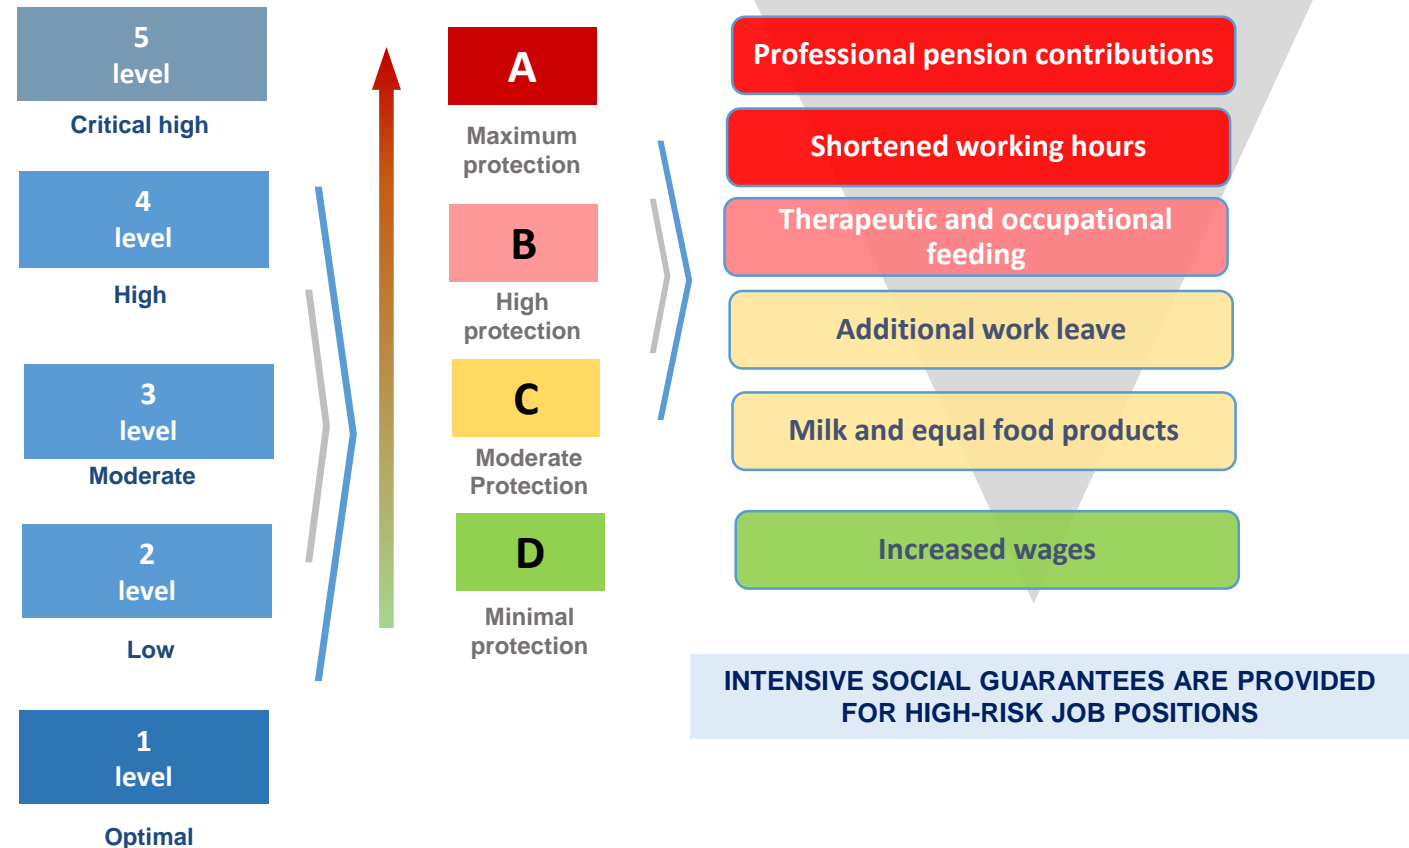 5
level
Critical high
4
level
High
3
level
Moderate
2
level
Low
1
level
Optimal
A
Maximum
protection
B
High
protection
C
Moderate
Protection
D
Minimal
protection
Professional pension contributions
Shortened working hours
Therapeutic and occupational
feeding
Additional work leave
Milk and equal food products
Increased wages
INTENSIVE SOCIAL GUARANTEES ARE PROVIDED
FOR HIGH-RISK JOB POSITIONS